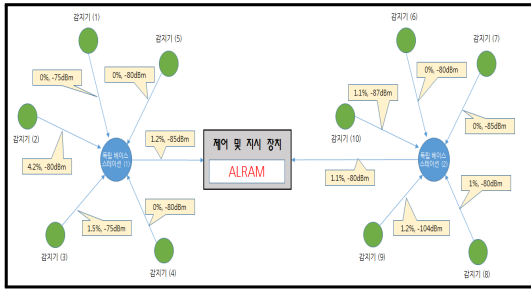 감지기 (1)
감지기 (5)
감지기 (6)
감지기 (7)
0%, -75dBm
0%, -80dBm
0%, -80dBm
1.1%, -87dBm
0%, -85dBm
감지기 (2)
감지기 (10)
4.2%, -80dBm
독립 베이스
스테이션 (1)
1.2%, -85dBm
제어 및 지시 장치
ALRAM
1.1%, -80dBm
독립 베이스
스테이션 (2)
1.5%, -75dBm
0%, -80dBm
1.2%, -104dBm
1%, -80dBm
감지기 (3)
감지기 (4)
감지기 (9)
감지기 (8)